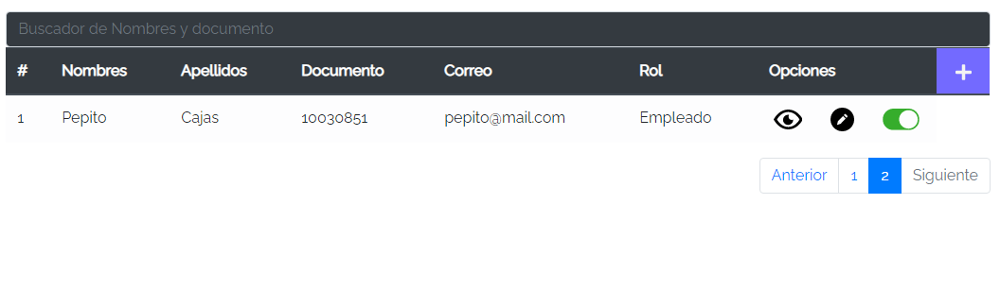 Buscador de Nombres y documento
# Nombres Apellidos Documento Correo Rol Opciones +
1 Pepito Cajas 10030851 pepito@mail.com Empleado
Anterior 1 2 Siguiente